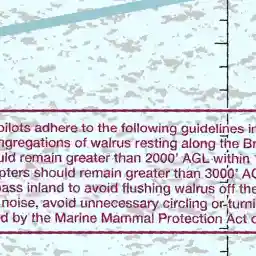 pilots adhere to the following guidelines in
ngregations of walrus resting along the Br
uld remain greater than 2000' AGL within
pters should remain greater than 3000' AG
pass inland to avoid flushing walrus off the
noise, avoid unnecessary circling or turni
d by the Marine Mammal Protection Act o